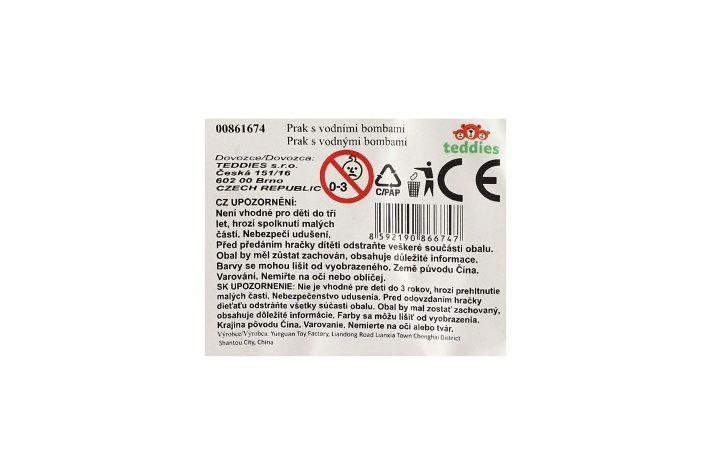 00861674 Prak s vodními bombami
Prak s vodnými bombami
teddies
Dovozce/Dovozca:
TEDDIES s.r.o.
Česká 151/16
602 00 Brno
CZECH REPUBLIC
0-3
C/PAP
CE
CZ UPOZORNĚNÍ:
Není vhodné pro děti do tří
let, hrozí spolknutí malých
částí. Nebezpečí udušení.
8 592190 866747
Před předáním hračky dítěti odstraňte veškeré součásti obalu.
Obal by měl zůstat zachován, obsahuje důležité informace.
Barvy se mohou lišit od vyobrazeného. Země původu Čína.
Varování. Nemiřte na oči nebo obličej.
SK UPOZORNENIE: Nie je vhodné pre deti do 3 rokov, hrozí prehltnutie
malých častí. Nebezpečenstvo udusenia. Pred odovzdaním hračky
dieťaťu odstráňte všetky súčasti obalu. Obal by mal zostať zachovaný,
obsahuje dôležité informácie. Farby sa môžu líšiť od vyobrazenia.
Krajina pôvodu Čína. Varovanie. Nemierte na oči alebo tvár.
Výrobce/Výrobca: Yueguan Toy Factory, Liandong Road Lianxia Town Chenghai District
Shantou City, China